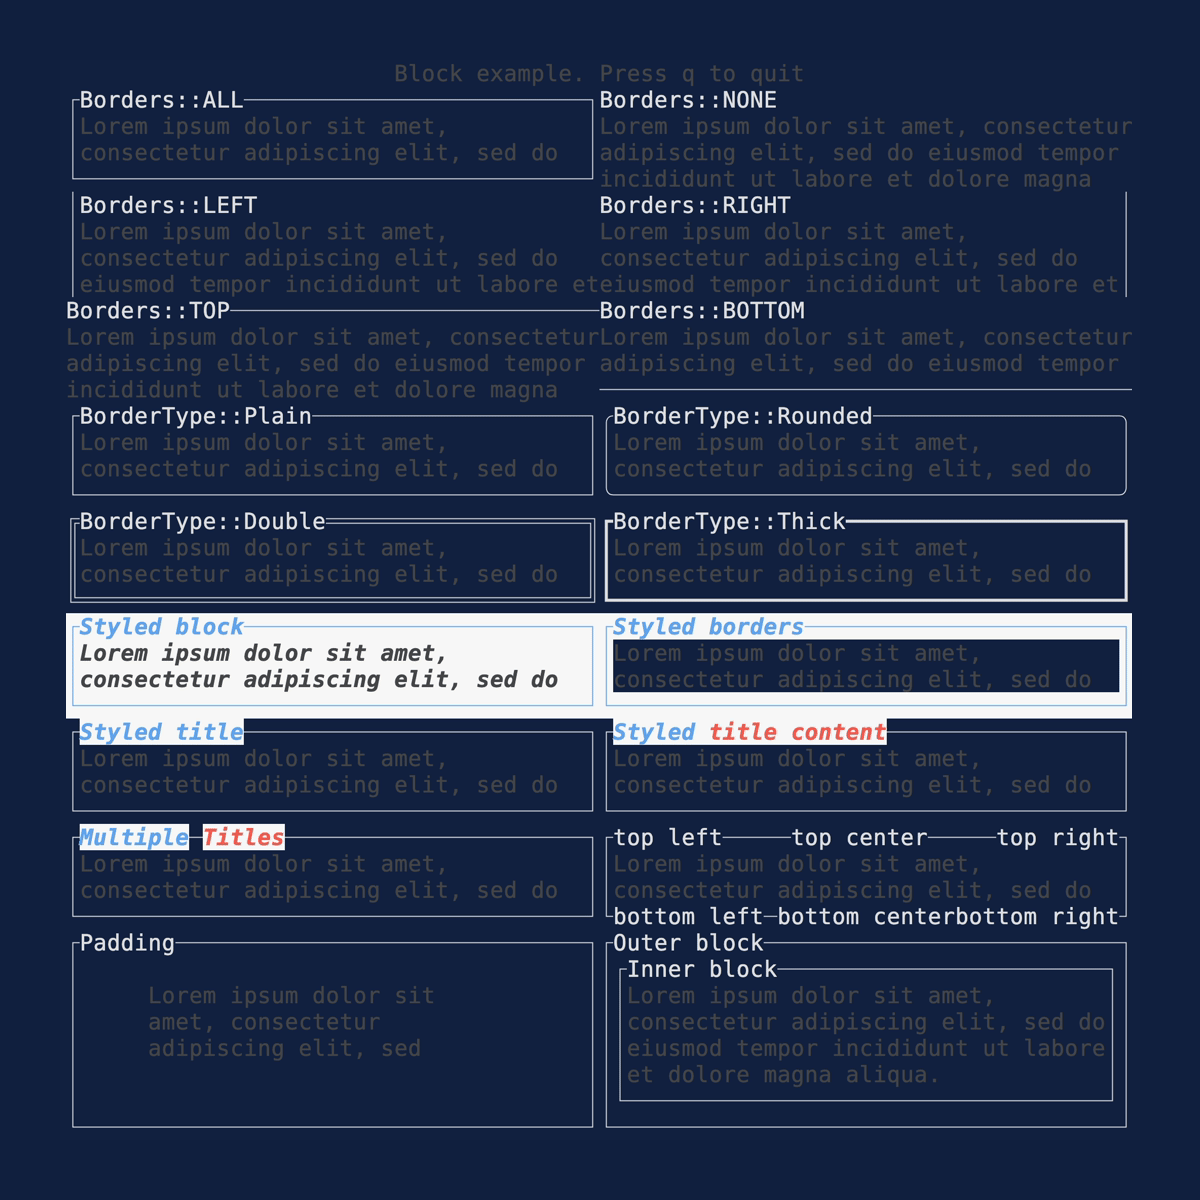 Block example. Press q to quit
Borders::ALL
Lorem ipsum dolor sit amet,
consectetur adipiscing elit, sed do
Borders::NONE
Lorem ipsum dolor sit amet, consectetur
adipiscing elit, sed do eiusmod tempor
incididunt ut labore et dolore magna
Borders::LEFT
Lorem ipsum dolor sit amet,
consectetur adipiscing elit, sed do
eiusmod tempor incididunt ut labore et
Borders::RIGHT
Lorem ipsum dolor sit amet,
consectetur adipiscing elit, sed do
eiusmod tempor incididunt ut labore et
Borders::TOP
Lorem ipsum dolor sit amet, consectetur
adipiscing elit, sed do eiusmod tempor
incididunt ut labore et dolore magna
Borders::BOTTOM
Lorem ipsum dolor sit amet, consectetur
adipiscing elit, sed do eiusmod tempor
BorderType::Plain
Lorem ipsum dolor sit amet,
consectetur adipiscing elit, sed do
BorderType::Rounded
Lorem ipsum dolor sit amet,
consectetur adipiscing elit, sed do
BorderType::Double
Lorem ipsum dolor sit amet,
consectetur adipiscing elit, sed do
BorderType::Thick
Lorem ipsum dolor sit amet,
consectetur adipiscing elit, sed do
Styled block
Lorem ipsum dolor sit amet,
consectetur adipiscing elit, sed do
Styled borders
Lorem ipsum dolor sit amet,
consectetur adipiscing elit, sed do
Styled title
Lorem ipsum dolor sit amet,
consectetur adipiscing elit, sed do
Styled title content
Lorem ipsum dolor sit amet,
consectetur adipiscing elit, sed do
Multiple Titles
Lorem ipsum dolor sit amet,
consectetur adipiscing elit, sed do
top left top center top right
Lorem ipsum dolor sit amet,
consectetur adipiscing elit, sed do
bottom left bottom centerbottom right
Padding
Lorem ipsum dolor sit
amet, consectetur
adipiscing elit, sed
Outer block
Inner block
Lorem ipsum dolor sit amet,
consectetur adipiscing elit, sed do
eiusmod tempor incididunt ut labore
et dolore magna aliqua.